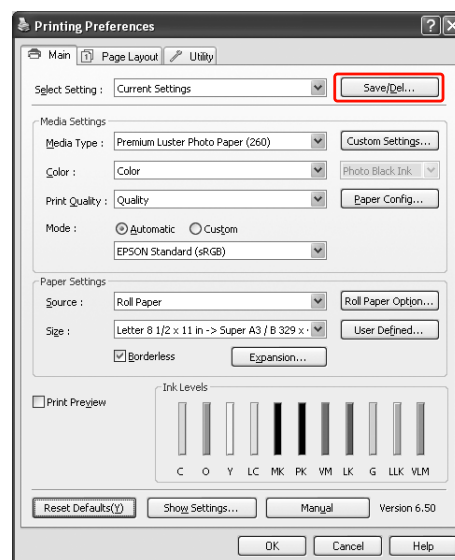 Printing Preferences
Main Page Layout Utility
Select Setting : Current Settings Save/Del...
Media Settings
Media Type : Premium Luster Photo Paper (260) Custom Settings...
Color : Color Photo Black Ink
Print Quality : Quality Paper Config...
Mode : Automatic Custom
EPSON Standard (sRGB)
Paper Settings
Source : Roll Paper Roll Paper Option...
Size : Letter 8 1/2 x 11 in -> Super A3 / B 329 x User Defined...
Borderless Expansion...
Print Preview
Ink Levels
C O Y LC MK PK VM LK G LLK VLM
Reset Defaults(Y) Show Settings... Manual Version 6.50
OK Cancel Help